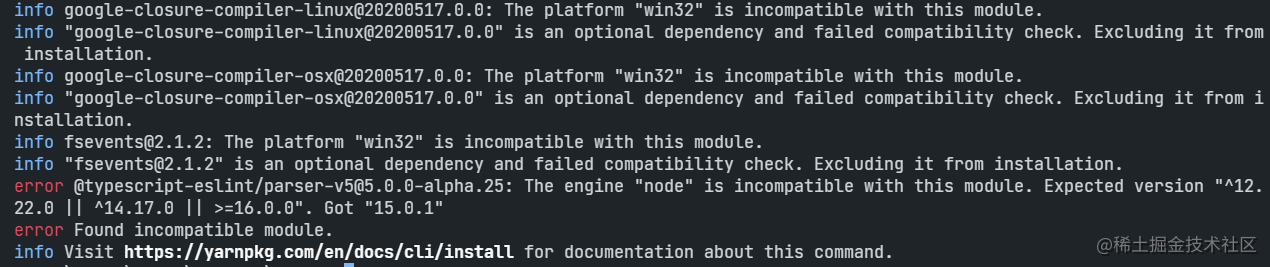 info google-closure-compiler-linux@20200517.0.0: The platform "win32" is incompatible with this module.
info "google-closure-compiler-linux@20200517.0.0" is an optional dependency and failed compatibility check. Excluding it from
 installation.
info google-closure-compiler-osx@20200517.0.0: The platform "win32" is incompatible with this module.
info "google-closure-compiler-osx@20200517.0.0" is an optional dependency and failed compatibility check. Excluding it from i
nstallation.
info fsevents@2.1.2: The platform "win32" is incompatible with this module.
info "fsevents@2.1.2" is an optional dependency and failed compatibility check. Excluding it from installation.
error @typescript-eslint/parser-v5@5.0.0-alpha.25: The engine "node" is incompatible with this module. Expected version "^12.
22.0 || ^14.17.0 || >=16.0.0". Got "15.0.1"
error Found incompatible module.
info Visit https://yarnpkg.com/en/docs/cli/install for documentation about this command.
@稀土掘金技术社区